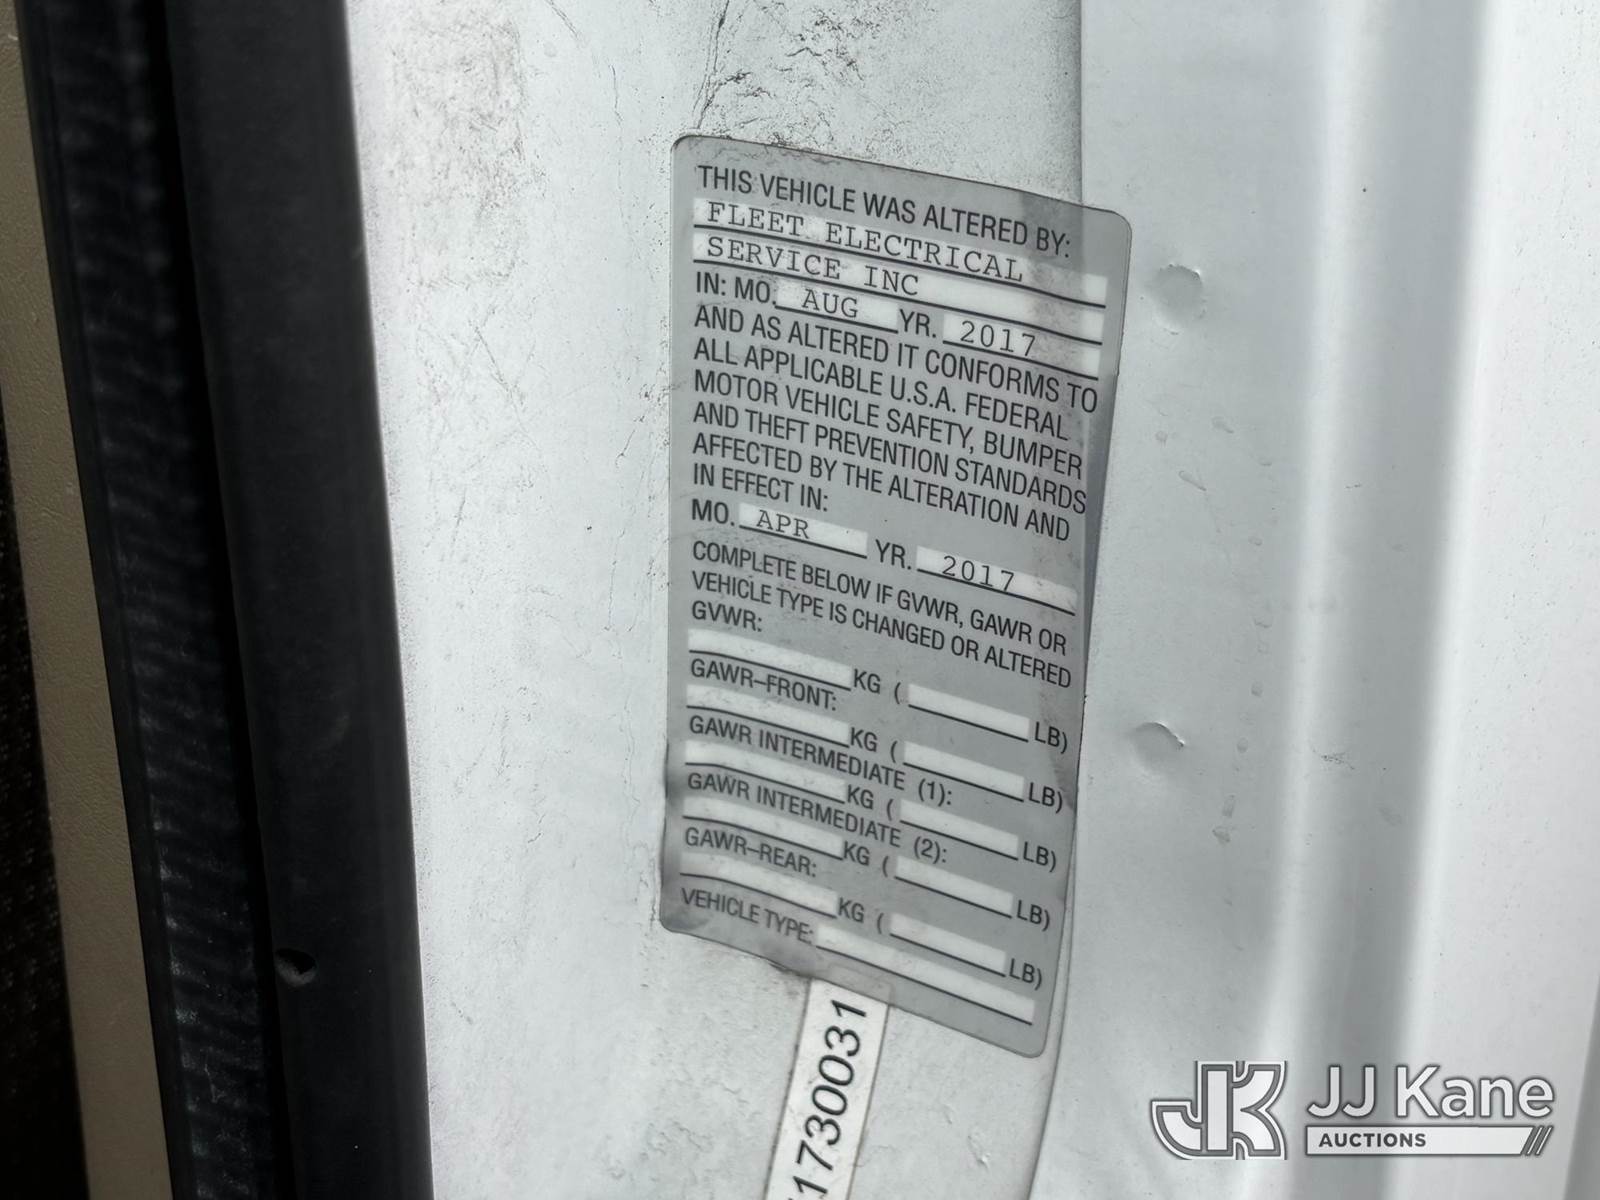 THIS VEHICLE WAS ALTERED BY:
FLEET ELECTRICAL
SERVICE INC
IN: MO. AUG YR. 2017
AND AS ALTERED IT CONFORMS TO
ALL APPLICABLE U.S.A. FEDERAL
MOTOR VEHICLE SAFETY, BUMPER
AND THEFT PREVENTION STANDARDS
AFFECTED BY THE ALTERATION AND
IN EFFECT IN:
MO. APR YR. 2017
COMPLETE BELOW IF GVWR, GAWR OR
VEHICLE TYPE IS CHANGED OR ALTERED
GVWR:
KG ( LB)
GAWR–FRONT:
KG ( LB)
GAWR INTERMEDIATE (1):
KG ( LB)
GAWR INTERMEDIATE (2):
KG ( LB)
GAWR–REAR:
KG ( LB)
VEHICLE TYPE:
1730031
JK JJ Kane
AUCTIONS